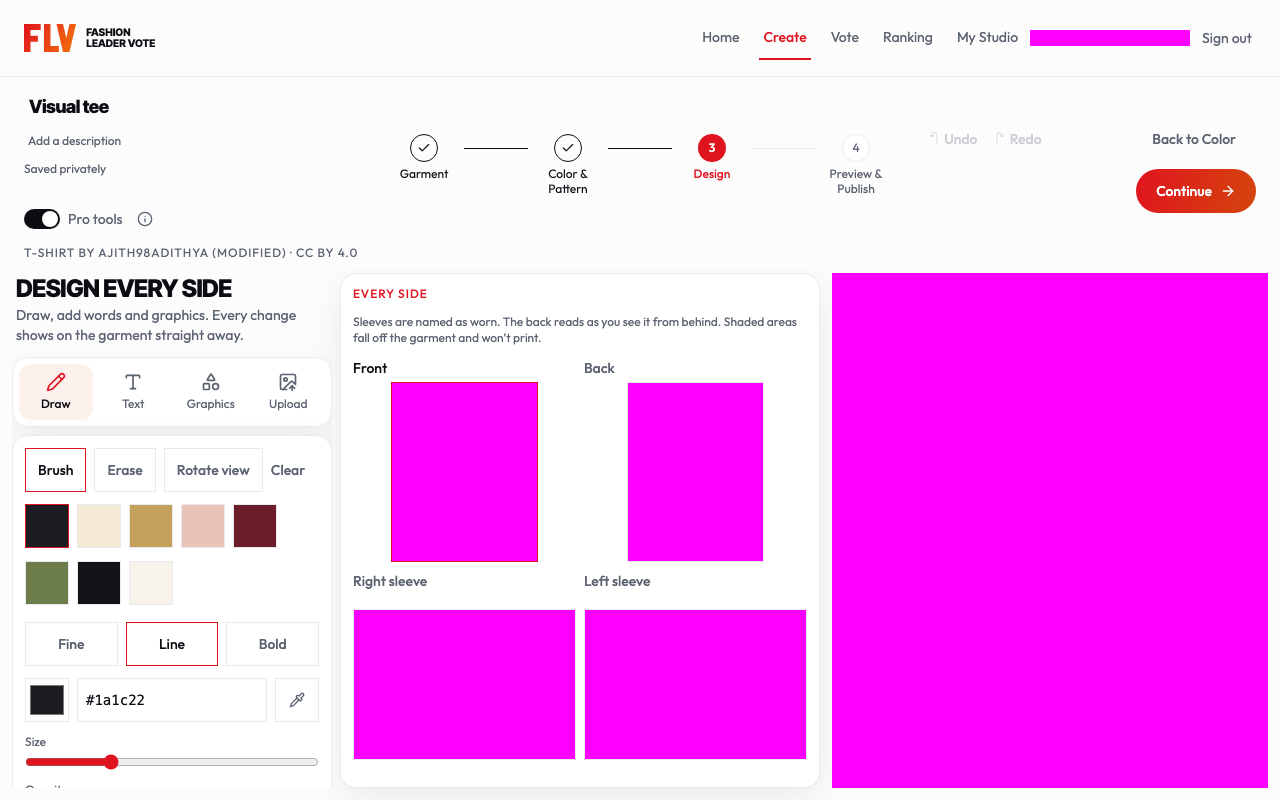 FLV FASHION LEADER VOTE
Home Create Vote Ranking My Studio Sign out
Visual tee
Add a description
Saved privately
Garment
Color & Pattern
3
Design
4
Preview & Publish
Undo Redo
Back to Color
Continue
Pro tools
T-SHIRT BY AJITH98ADITHYA (MODIFIED) · CC BY 4.0
DESIGN EVERY SIDE
Draw, add words and graphics. Every change
shows on the garment straight away.
Draw Text Graphics Upload
Brush Erase Rotate view Clear
Fine Line Bold
#1a1c22
Size
EVERY SIDE
Sleeves are named as worn. The back reads as you see it from behind. Shaded areas
fall off the garment and won't print.
Front Back
Right sleeve Left sleeve